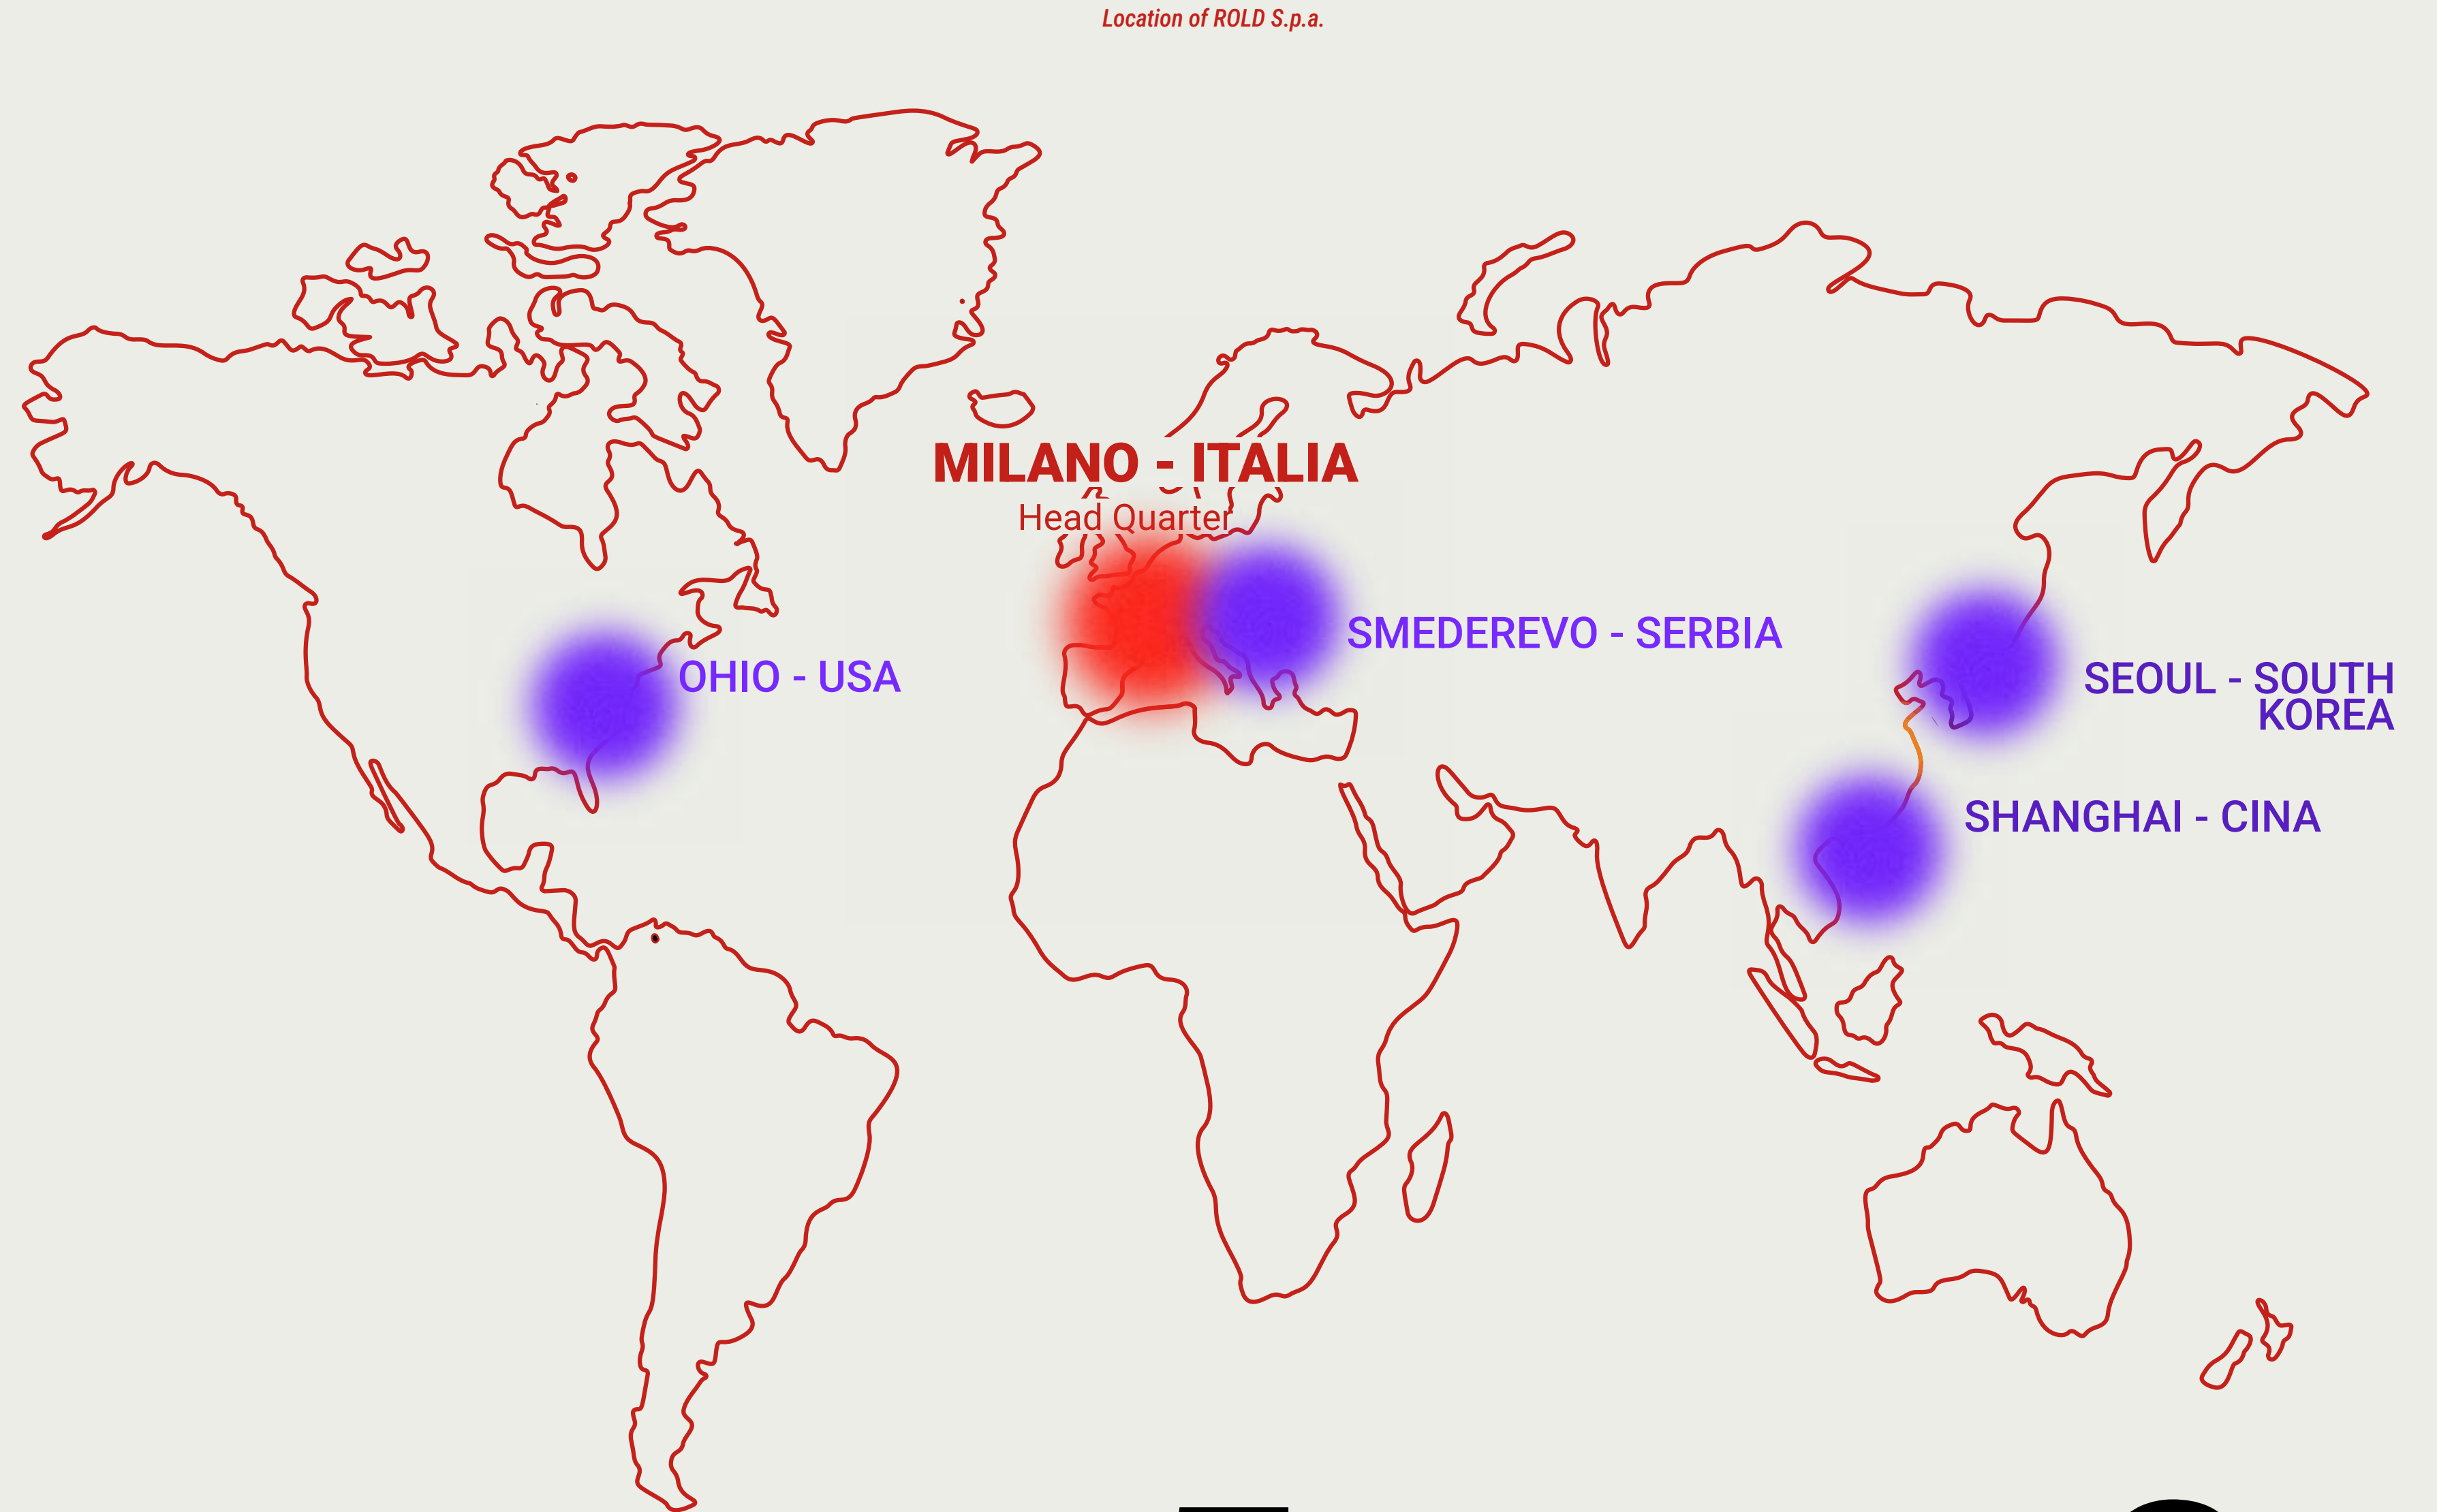 Location of ROLD S.p.a.
MILANO - ITALIA
Head Quarter
SMEDEREVO - SERBIA
OHIO - USA
SEOUL - SOUTH
KOREA
SHANGHAI - CINA